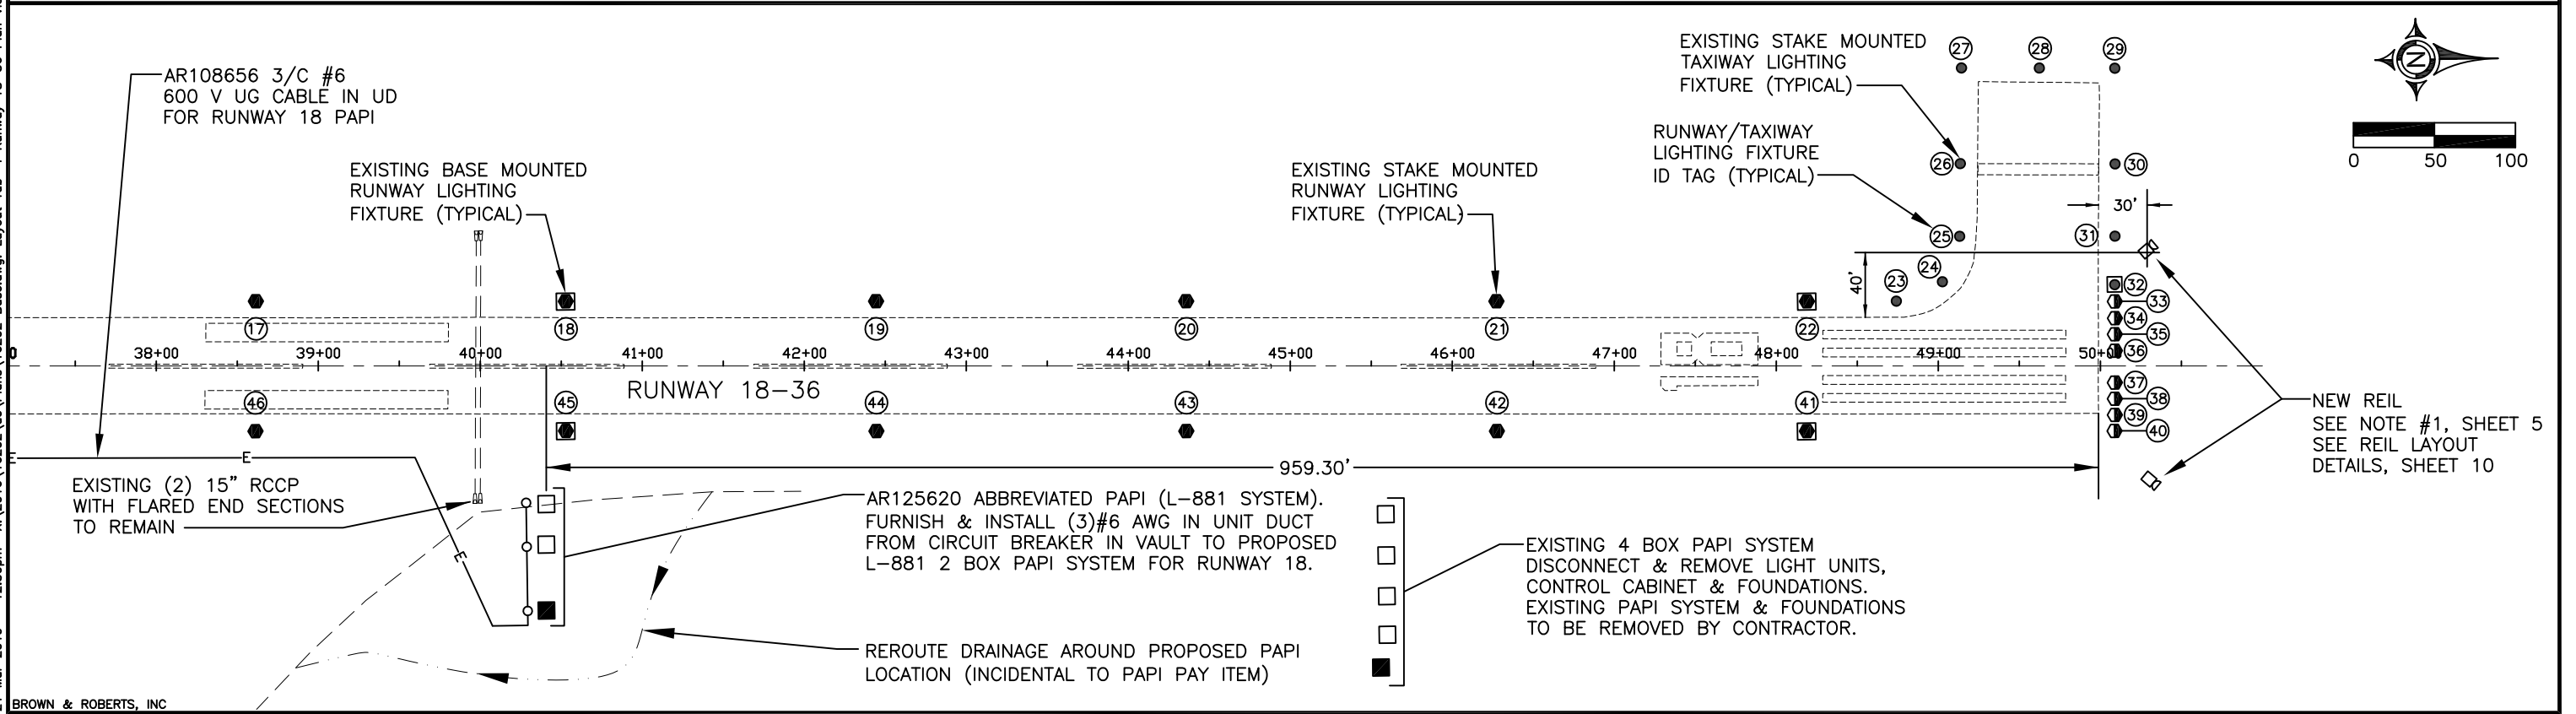 AR108656 3/C #6
600 V UG CABLE IN UD
FOR RUNWAY 18 PAPI
EXISTING BASE MOUNTED
RUNWAY LIGHTING
FIXTURE (TYPICAL)
EXISTING STAKE MOUNTED
RUNWAY LIGHTING
FIXTURE (TYPICAL)
EXISTING STAKE MOUNTED
TAXIWAY LIGHTING
FIXTURE (TYPICAL)
RUNWAY/TAXIWAY
LIGHTING FIXTURE
ID TAG (TYPICAL)
27 28 29
26 30
30'
25 31
24
23
40'
32
33
34
35
36
N
0 50 100
17 18 19 20 21 22
38+00 39+00 40+00 41+00 42+00 43+00 44+00 45+00 46+00 47+00 48+00 49+00
RUNWAY 18-36
46 45 44 43 42 41
37
38
39
40
E E
959.30'
NEW REIL
SEE NOTE #1, SHEET 5
SEE REIL LAYOUT
DETAILS, SHEET 10
EXISTING (2) 15" RCCP
WITH FLARED END SECTIONS
TO REMAIN
E
AR125620 ABBREVIATED PAPI (L-881 SYSTEM).
FURNISH & INSTALL (3)#6 AWG IN UNIT DUCT
FROM CIRCUIT BREAKER IN VAULT TO PROPOSED
L-881 2 BOX PAPI SYSTEM FOR RUNWAY 18.
EXISTING 4 BOX PAPI SYSTEM
DISCONNECT & REMOVE LIGHT UNITS,
CONTROL CABINET & FOUNDATIONS.
EXISTING PAPI SYSTEM & FOUNDATIONS
TO BE REMOVED BY CONTRACTOR.
REROUTE DRAINAGE AROUND PROPOSED PAPI
LOCATION (INCIDENTAL TO PAPI PAY ITEM)
BROWN & ROBERTS, INC